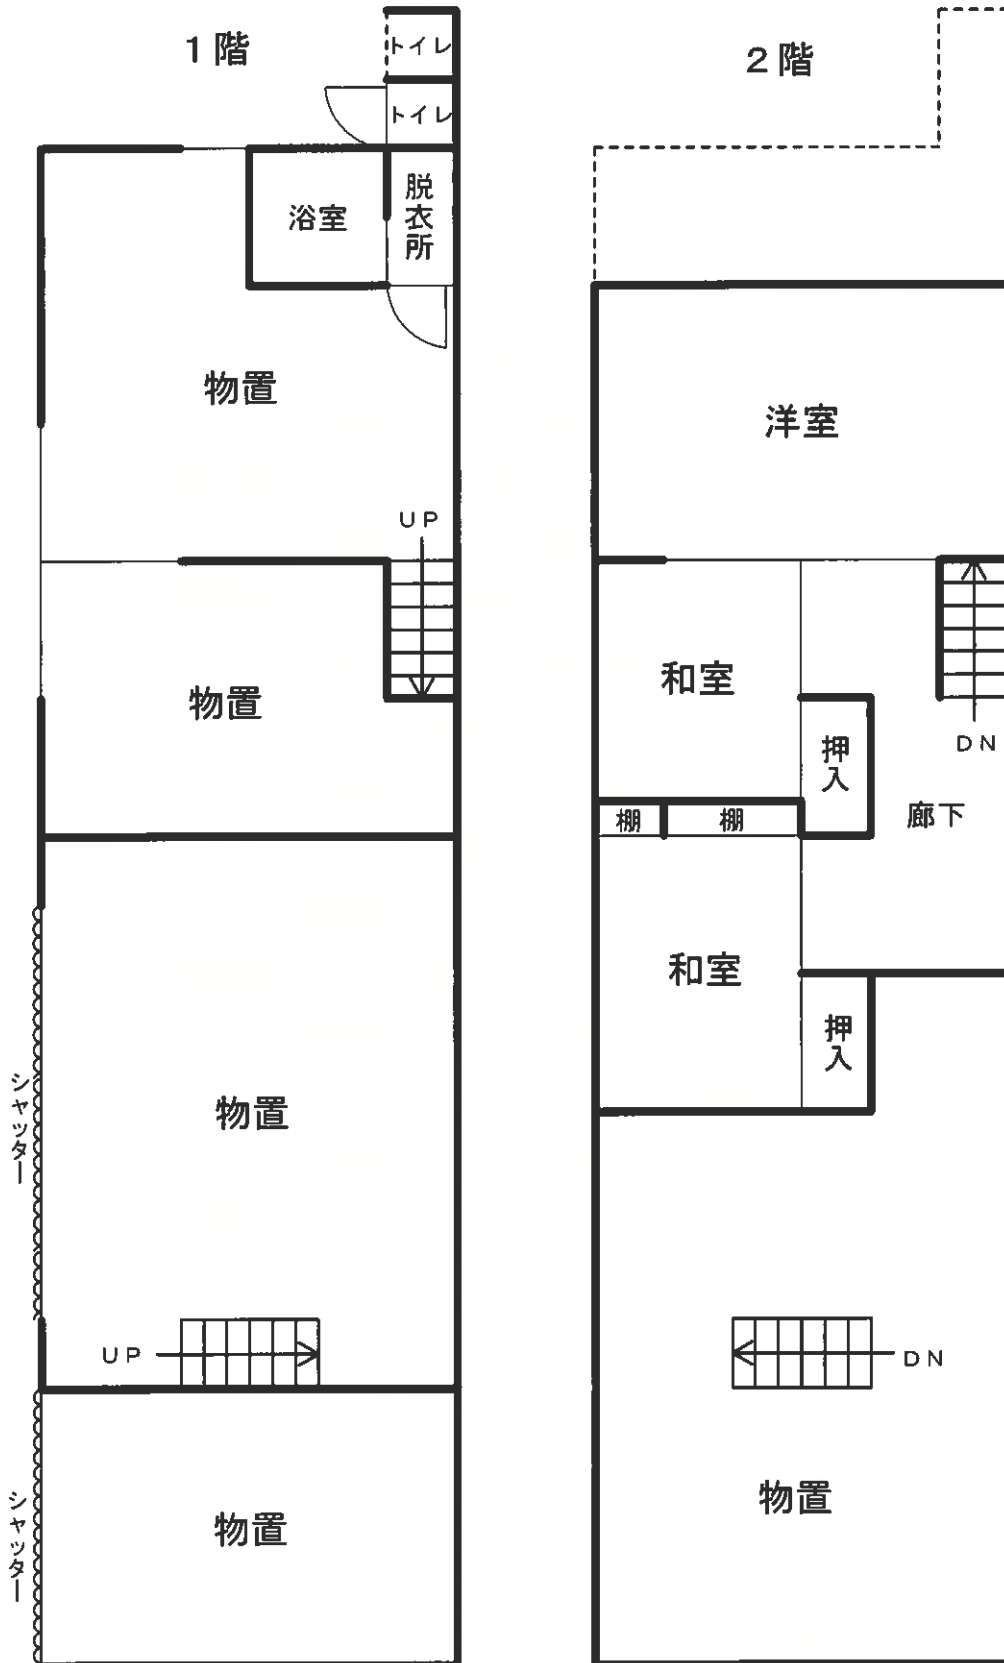 1階
トイレ
トイレ
浴室
脱衣所
物置
UP
物置
シャッター
物置
UP
シャッター
物置
2階
洋室
和室
押入
DN
棚
棚
廊下
和室
押入
DN
物置